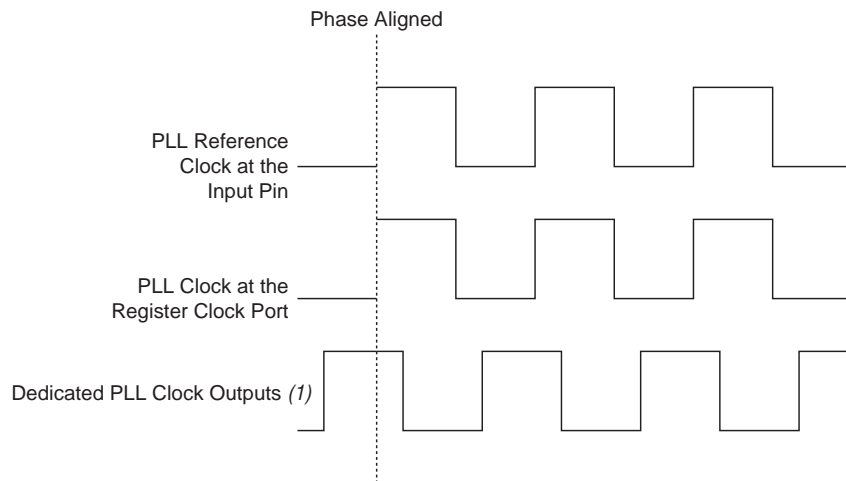 Phase Aligned
PLL Reference
Clock at the
Input Pin
PLL Clock at the
Register Clock Port
Dedicated PLL Clock Outputs (1)